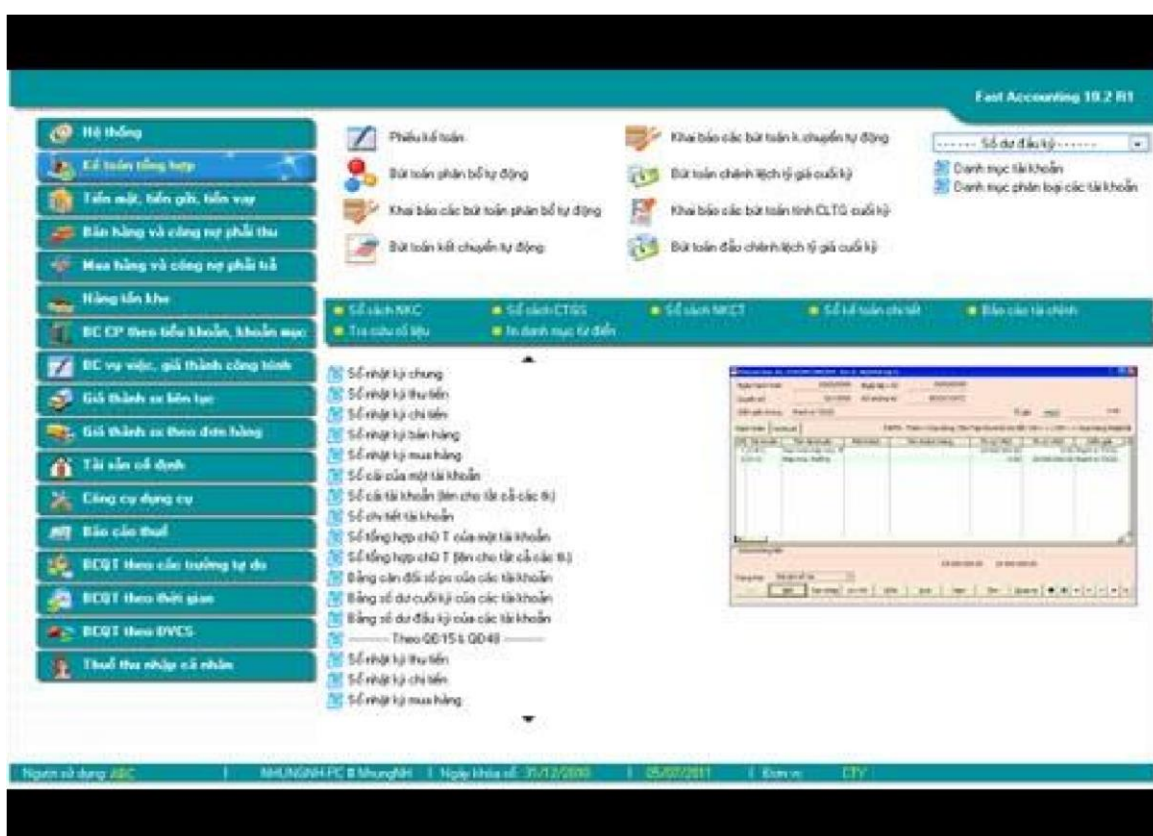 Fast Accounting 10.2 R1
Hệ thống
Kế toán tổng hợp
Tiền mặt, tiền gửi, tiền vay
Bán hàng và công nợ phải thu
Mua hàng và công nợ phải trả
Hàng tồn kho
BC CP theo tiểu khoản, khoản mục
BC vụ việc, giá thành công trình
Giá thành sx liên tục
Giá thành sx theo đơn hàng
Tài sản cố định
Công cụ dụng cụ
Báo cáo thuế
BCQT theo các trường tự do
BCQT theo thời gian
BCQT theo ĐVCS
Thuế thu nhập cá nhân
Phiếu kế toán
Bút toán phân bổ tự động
Khai báo các bút toán phân bổ tự động
Bút toán kết chuyển tự động
Khai báo các bút toán k.chuyển tự động
Bút toán chênh lệch tỷ giá cuối kỳ
Khai báo các bút toán tính CLTG cuối kỳ
Bút toán đảo chênh lệch tỷ giá cuối kỳ
------ Số dư đầu kỳ ------
Danh mục tài khoản
Danh mục phân loại các tài khoản
Sổ sách NKC
Sổ sách CTGS
Sổ sách NKCT
Sổ kế toán chi tiết
Báo cáo tài chính
Tra cứu số liệu
In danh mục từ điển
Sổ nhật ký chung
Sổ nhật ký thu tiền
Sổ nhật ký chi tiền
Sổ nhật ký bán hàng
Sổ nhật ký mua hàng
Sổ cái của một tài khoản
Sổ cái tài khoản (lên cho tất cả các tk)
Sổ chi tiết tài khoản
Sổ tổng hợp chữ T của một tài khoản
Sổ tổng hợp chữ T (lên cho tất cả các tk)
Bảng cân đối số ps của các tài khoản
Bảng số dư cuối kỳ của các tài khoản
Bảng số dư đầu kỳ của các tài khoản
--------- Theo QĐ15 & QĐ48 ---------
Sổ nhật ký thu tiền
Sổ nhật ký chi tiền
Sổ nhật ký mua hàng
Người sử dụng: ABC | NHUNGNH-PC # NhungNH | Ngày khóa sổ: 31/12/2010 | 05/07/2011 | Đơn vị: CTY